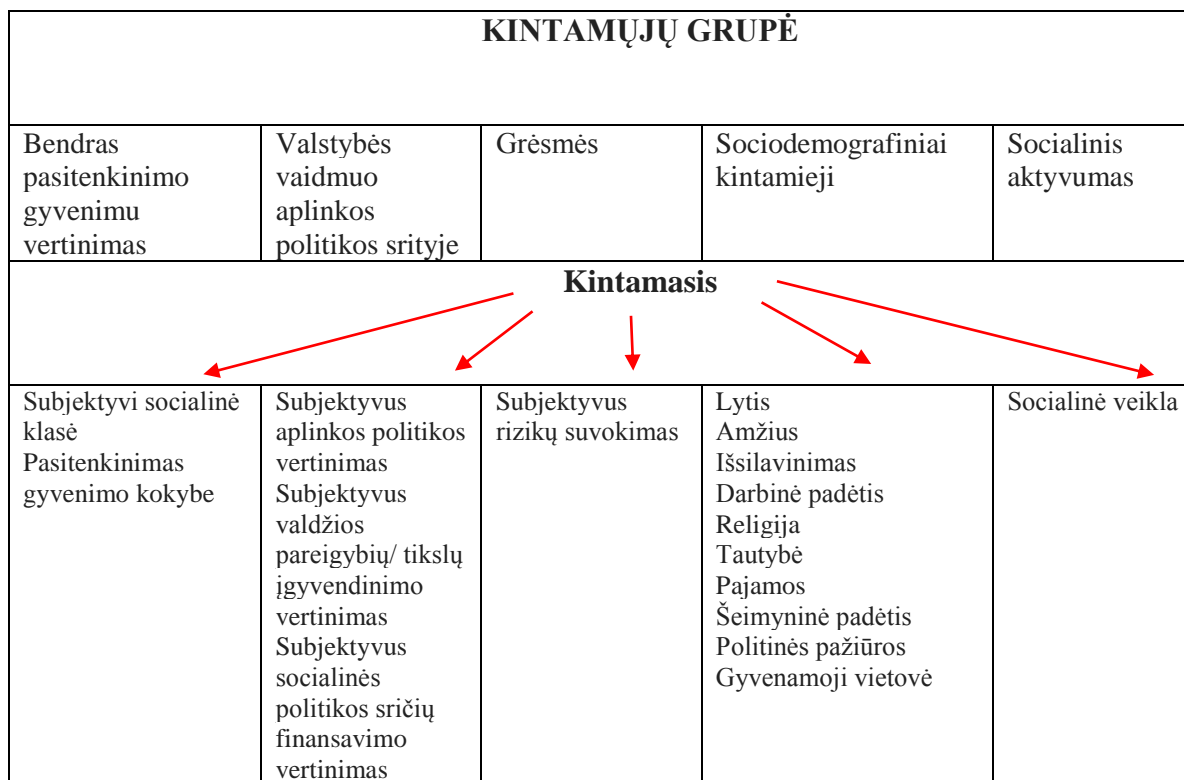 KINTAMŲJŲ GRUPĖ
Bendras
pasitenkinimo
gyvenimu
vertinimas
Valstybės
vaidmuo
aplinkos
politikos srityje
Grėsmės
Sociodemografiniai
kintamieji
Socialinis
aktyvumas
Kintamasis
Subjektyvi socialinė
klasė
Pasitenkinimas
gyvenimo kokybe
Subjektyvus
aplinkos politikos
vertinimas
Subjektyvus
valdžios
pareigybių/ tikslų
įgyvendinimo
vertinimas
Subjektyvus
socialinės
politikos sričių
finansavimo
vertinimas
Subjektyvus
rizikų suvokimas
Lytis
Amžius
Išsilavinimas
Darbinė padėtis
Religija
Tautybė
Pajamos
Šeimyninė padėtis
Politinės pažiūros
Gyvenamoji vietovė
Socialinė veikla